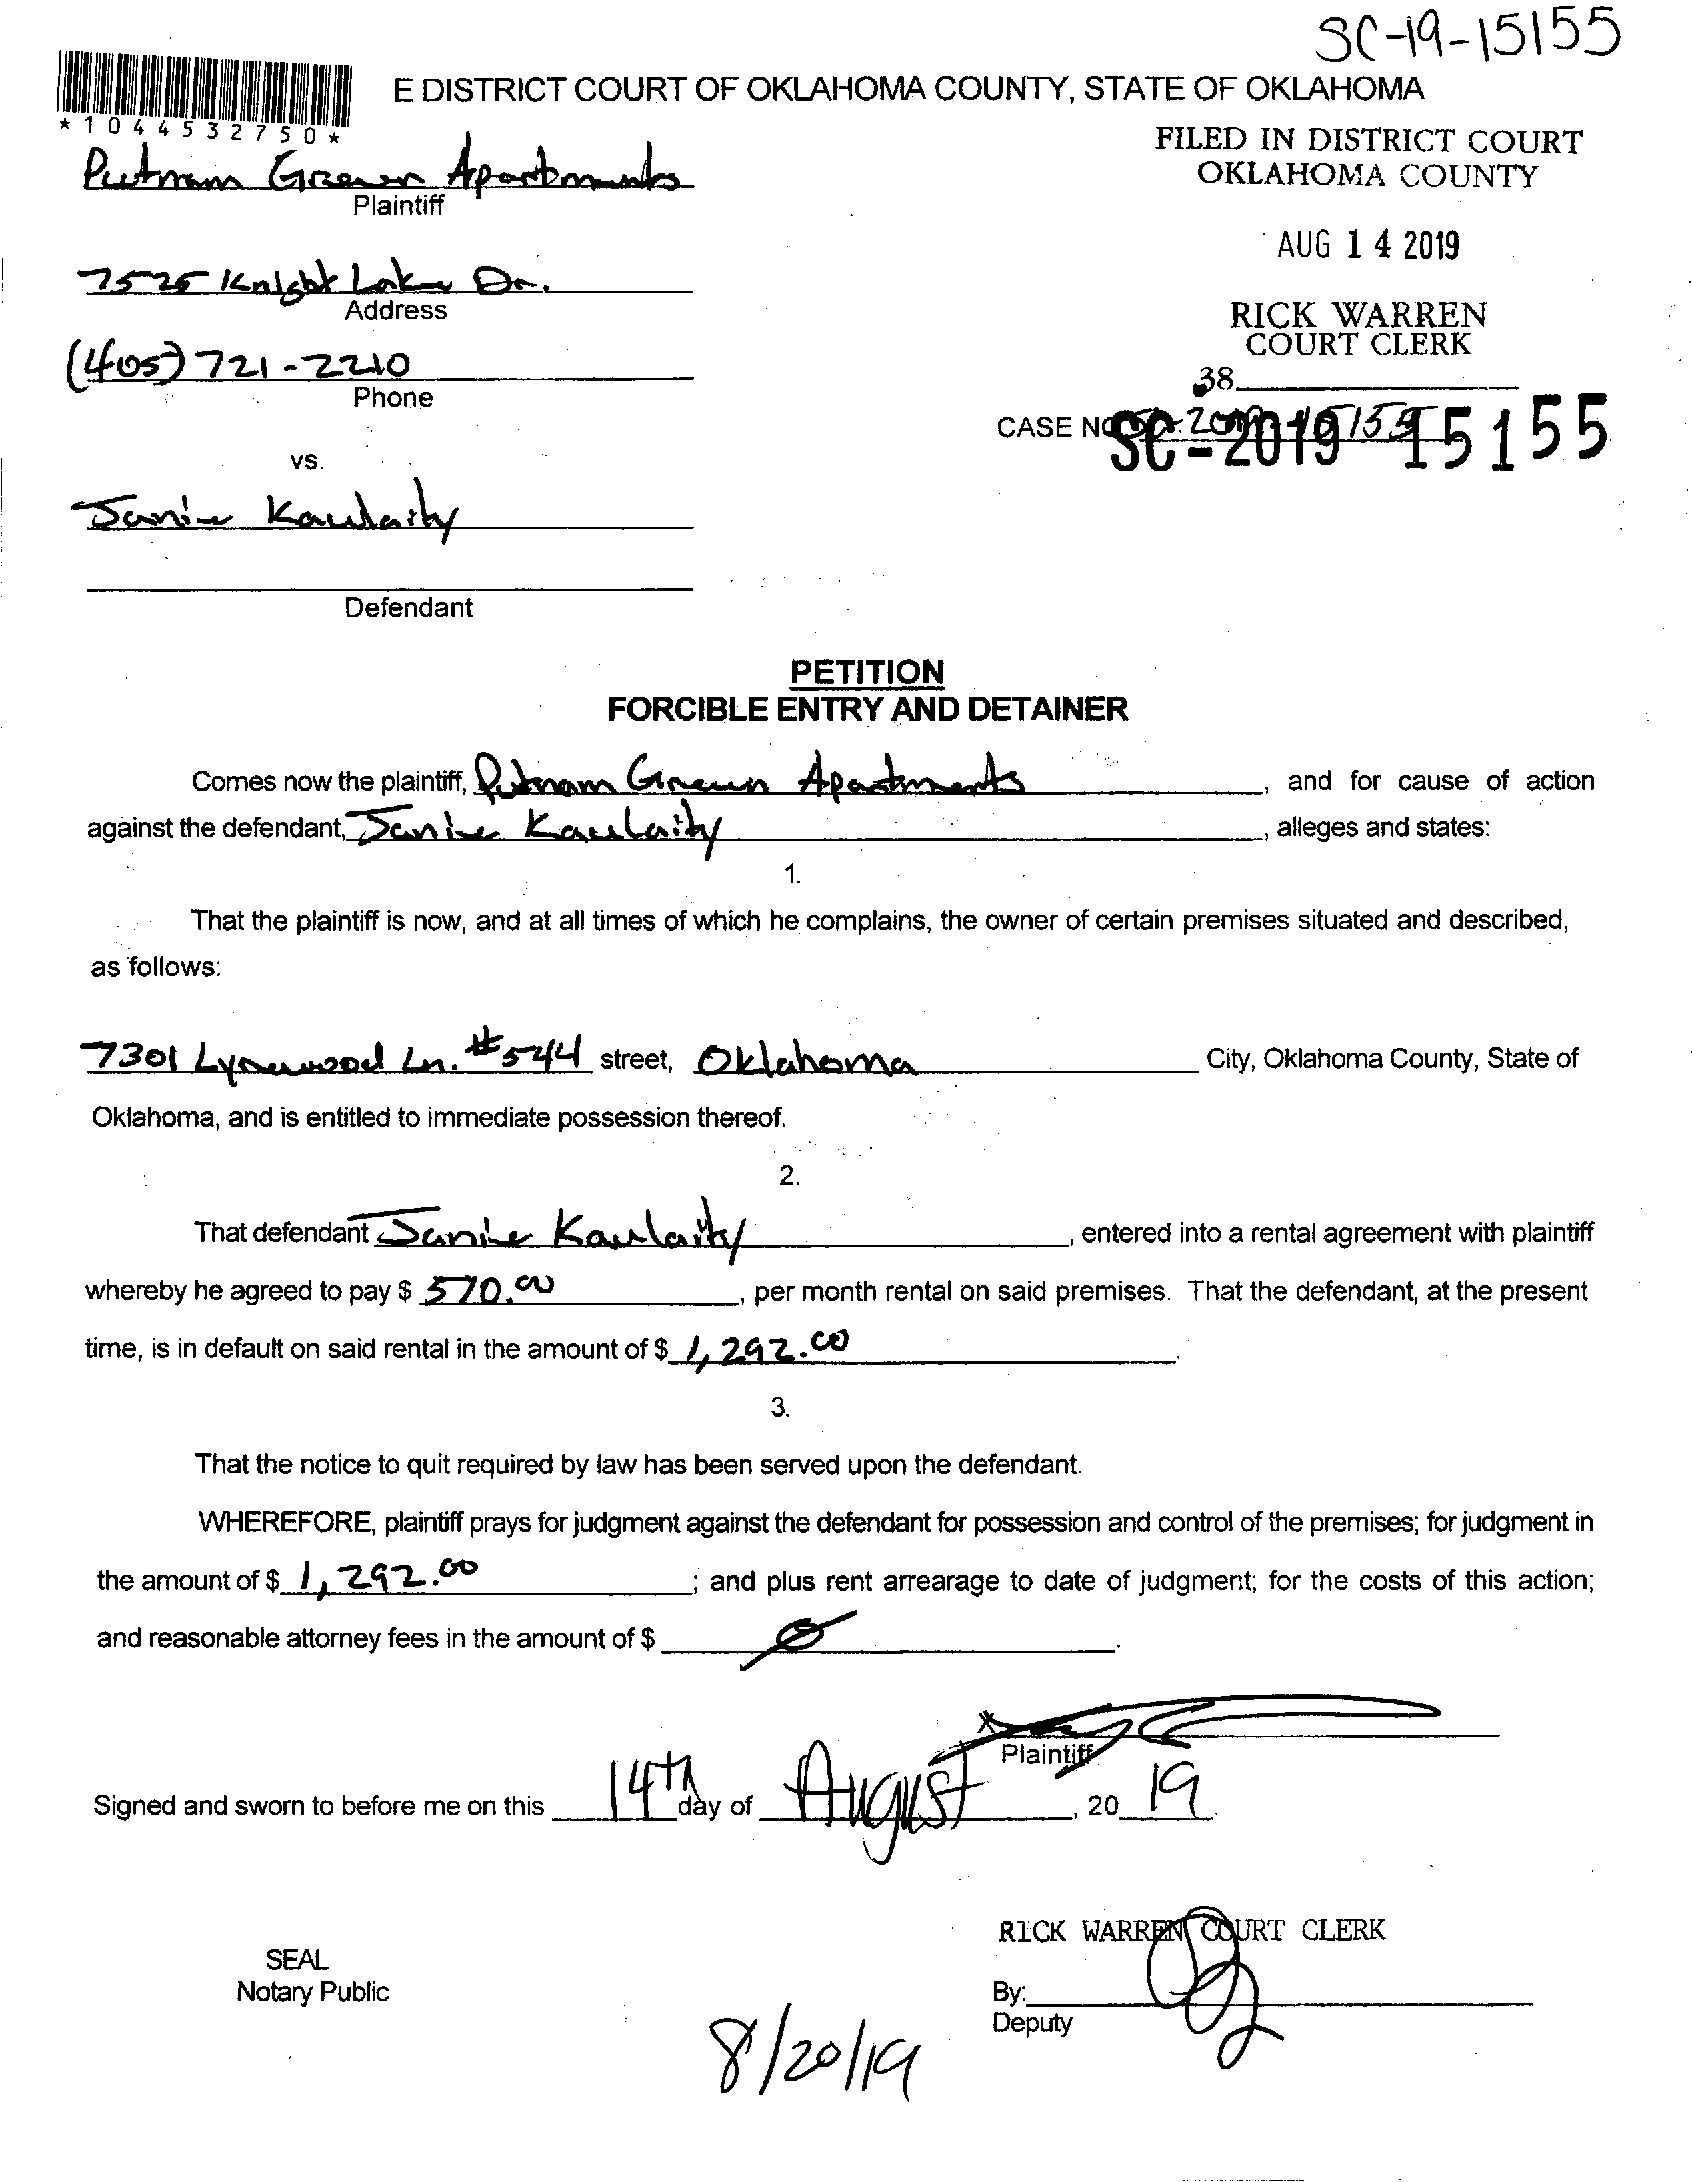 SC-19-15155
E DISTRICT COURT OF OKLAHOMA COUNTY, STATE OF OKLAHOMA
*1044532750*
FILED IN DISTRICT COURT
OKLAHOMA COUNTY
Putnam Green Apartments
Plaintiff
AUG 14 2019
7525 Knight Lake Dr.
Address
RICK WARREN
COURT CLERK
(405) 721-2210
Phone
38
CASE NO SC-2019-15155
vs.
Janine Kaulaity
Defendant
PETITION
FORCIBLE ENTRY AND DETAINER
Comes now the plaintiff, Putnam Green Apartments, and for cause of action
against the defendant, Janine Kaulaity, alleges and states:
1.
That the plaintiff is now, and at all times of which he complains, the owner of certain premises situated and described,
as follows:
7301 Lynnwood Ln. #544 street, Oklahoma City, Oklahoma County, State of
Oklahoma, and is entitled to immediate possession thereof.
2.
That defendant Janine Kaulaity, entered into a rental agreement with plaintiff
whereby he agreed to pay $ 570.00, per month rental on said premises. That the defendant, at the present
time, is in default on said rental in the amount of $ 1,292.00.
3.
That the notice to quit required by law has been served upon the defendant.
WHEREFORE, plaintiff prays for judgment against the defendant for possession and control of the premises; for judgment in
the amount of $ 1,292.00; and plus rent arrearage to date of judgment; for the costs of this action;
and reasonable attorney fees in the amount of $ Ø.
Plaintiff
Signed and sworn to before me on this 14th day of August, 2019.
RICK WARREN COURT CLERK
SEAL
Notary Public
By:
Deputy
8/20/19